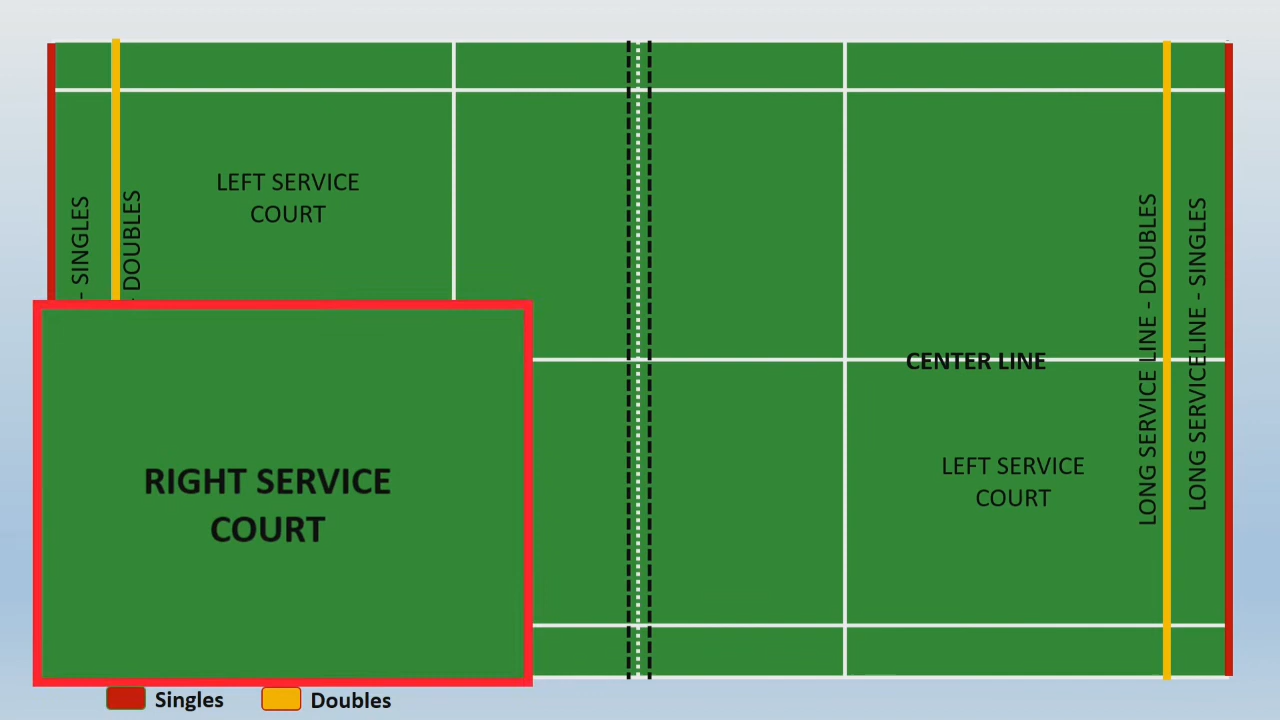 LEFT SERVICE
COURT
- SINGLES
- DOUBLES
RIGHT SERVICE
COURT
CENTER LINE
LEFT SERVICE
COURT
LONG SERVICE LINE - DOUBLES
LONG SERVICELINE - SINGLES
Singles
Doubles